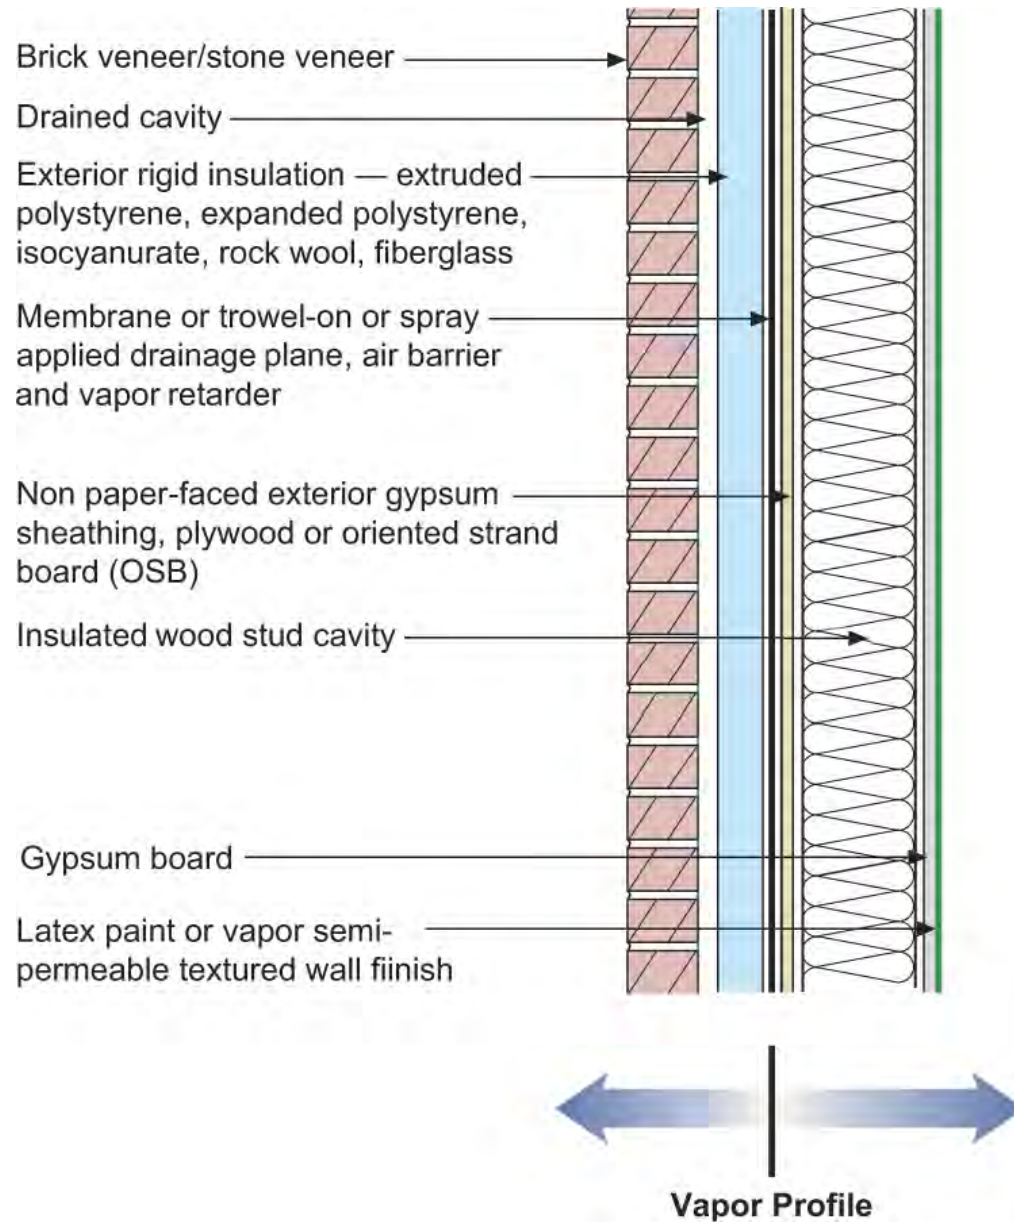 Brick veneer/stone veneer
Drained cavity
Exterior rigid insulation — extruded
polystyrene, expanded polystyrene,
isocyanurate, rock wool, fiberglass
Membrane or trowel-on or spray
applied drainage plane, air barrier
and vapor retarder
Non paper-faced exterior gypsum
sheathing, plywood or oriented strand
board (OSB)
Insulated wood stud cavity
Gypsum board
Latex paint or vapor semi-
permeable textured wall fiinish
Vapor Profile